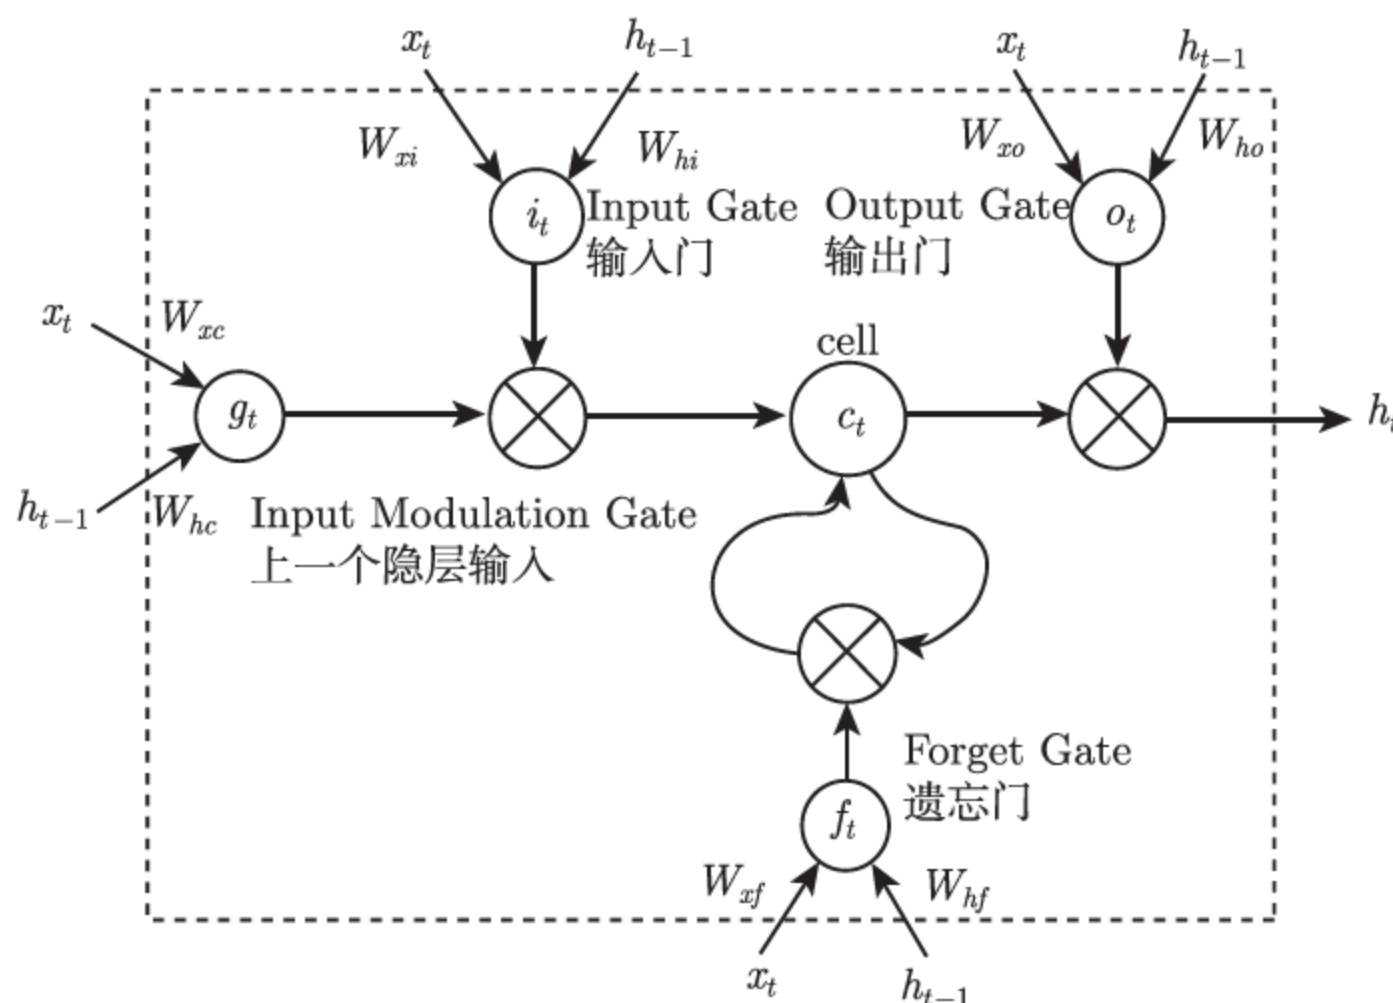 x_t
h_{t-1}
x_t
h_{t-1}
W_{xi}
W_{hi}
W_{xo}
W_{ho}
i_t
Input Gate
输入门
Output Gate
输出门
o_t
x_t
W_{xc}
cell
g_t
c_t
h_t
h_{t-1}
W_{hc}
Input Modulation Gate
上一个隐层输入
Forget Gate
遗忘门
f_t
W_{xf}
W_{hf}
x_t
h_{t-1}